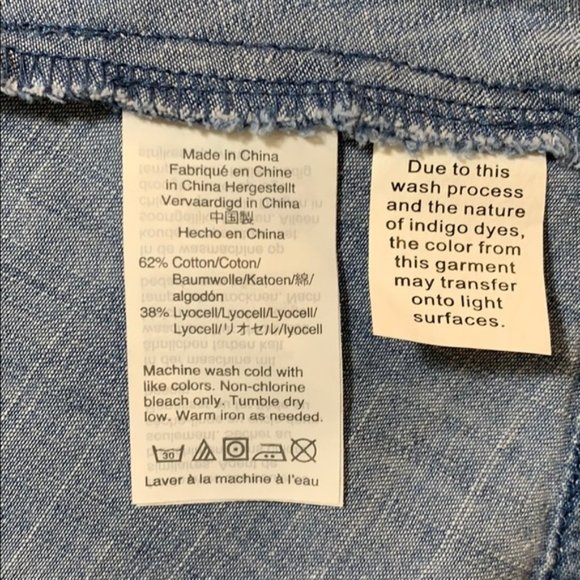 Made in China
Fabriqué en Chine
in China Hergestellt
Vervaardigd in China
中国製
Hecho en China
62% Cotton/Coton/
Baumwolle/Katoen/綿/
algodón
38% Lyocell/Lyocell/Lyocell/
Lyocell/リオセル/lyocell
Machine wash cold with
like colors. Non-chlorine
bleach only. Tumble dry
low. Warm iron as needed.
30
Laver à la machine à l'eau
Due to this
wash process
and the nature
of indigo dyes,
the color from
this garment
may transfer
onto light
surfaces.